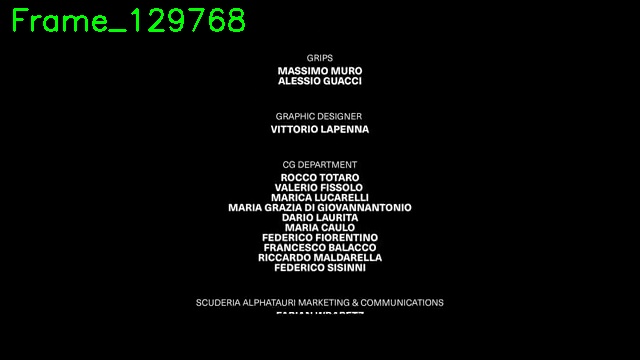 Frame_129768
GRIPS
MASSIMO MURO
ALESSIO GUACCI
GRAPHIC DESIGNER
VITTORIO LAPENNA
CG DEPARTMENT
ROCCO TOTARO
VALERIO FISSOLO
MARICA LUCARELLI
MARIA GRAZIA DI GIOVANNANTONIO
DARIO LAURITA
MARIA CAULO
FEDERICO FIORENTINO
FRANCESCO BALACCO
RICCARDO MALDARELLA
FEDERICO SISINNI
SCUDERIA ALPHATAURI MARKETING & COMMUNICATIONS